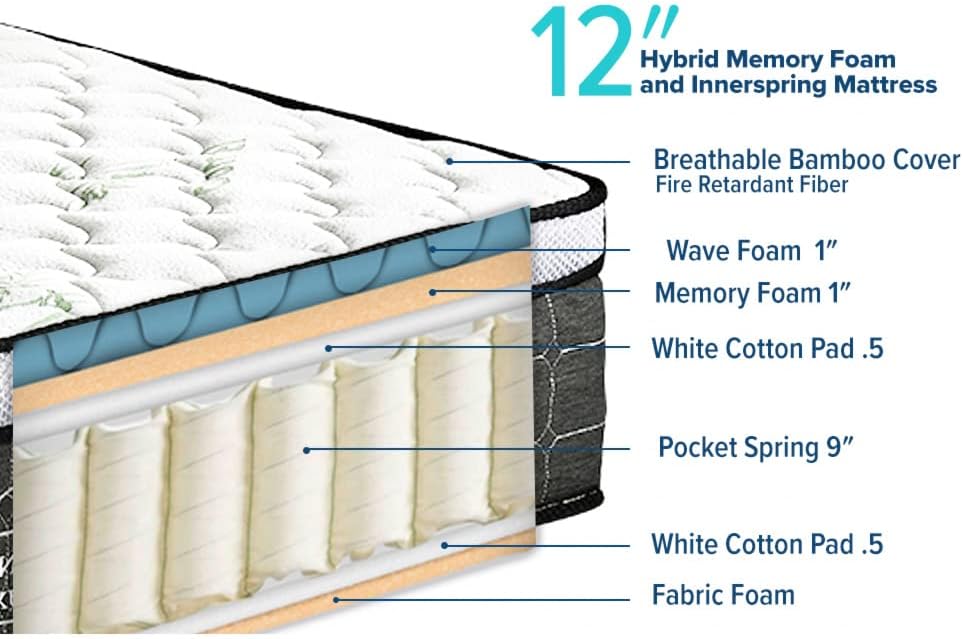 12″
Hybrid Memory Foam
and Innerspring Mattress
Breathable Bamboo Cover
Fire Retardant Fiber
Wave Foam 1″
Memory Foam 1″
White Cotton Pad .5
Pocket Spring 9″
White Cotton Pad .5
Fabric Foam